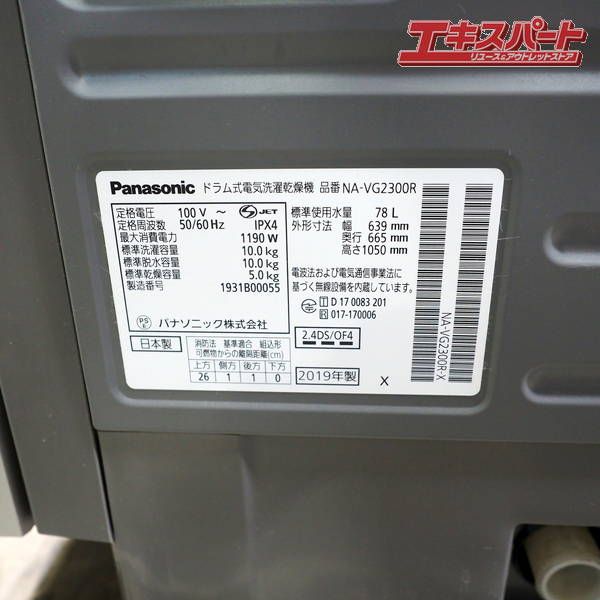 エキスパート
リユース&アウトレットストア
Panasonic ドラム式電気洗濯乾燥機 品番 NA-VG2300R
定格電圧 100 V ~
定格周波数 50/60 Hz
S JET
IPX4
最大消費電力 1190 W
標準洗濯容量 10.0 kg
標準脱水容量 10.0 kg
標準乾燥容量 5.0 kg
製造番号 1931B00055
PS E
パナソニック株式会社
日本製
消防法 基準適合 組込形
可燃物からの離隔距離(cm)
上方 側方 後方 下方
26 1 1 0
標準使用水量 78 L
外形寸法 幅 639 mm
奥行 665 mm
高さ 1050 mm
電波法および電気通信事業法に
基づく無線設備を内蔵しています。
T D 17 0083 201
R 017-170006
2.4DS/OF4
2019年製
X
NA-VG2300R-X